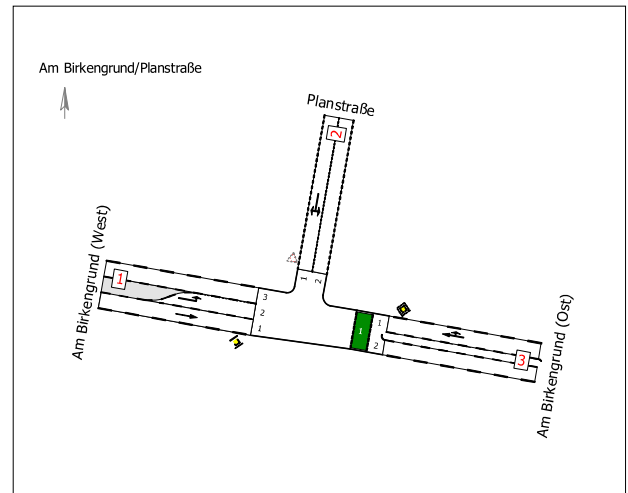 Am Birkengrund/Planstraße
Planstraße
2
1 2
Am Birkengrund (West)
1
3
2
1
1
1
2
3
Am Birkengrund (Ost)